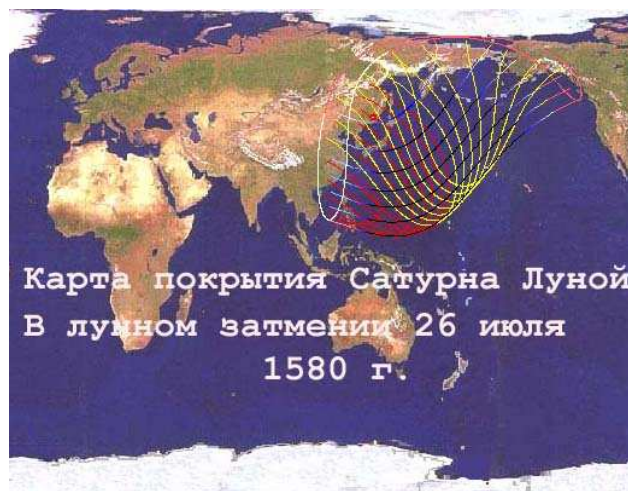 Карта покрытия Сатурна Луной
В лунном затмении 26 июля
1580 г.